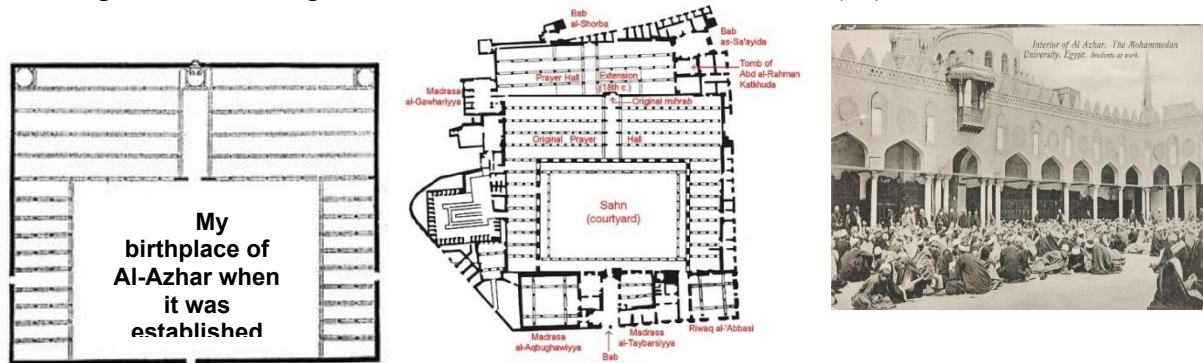 My
birthplace of
Al-Azhar when
it was
established
Bab
al-Shorba
Bab
as-Sa'ayida
Tomb of
Abd al-Rahman
Katkhuda
Prayer Hall
Extension
(18th c.)
Madrasa
al-Gawhariyya
Original mihrab
Original Prayer Hall
Sahn
(courtyard)
Madrasa
al-Aqbughawiyya
Madrasa
al-Taybarsiyya
Riwaq al-'Abbasi
Bab
Interior of Al Azhar. The Mohammedan
University. Egypt. Students at work.